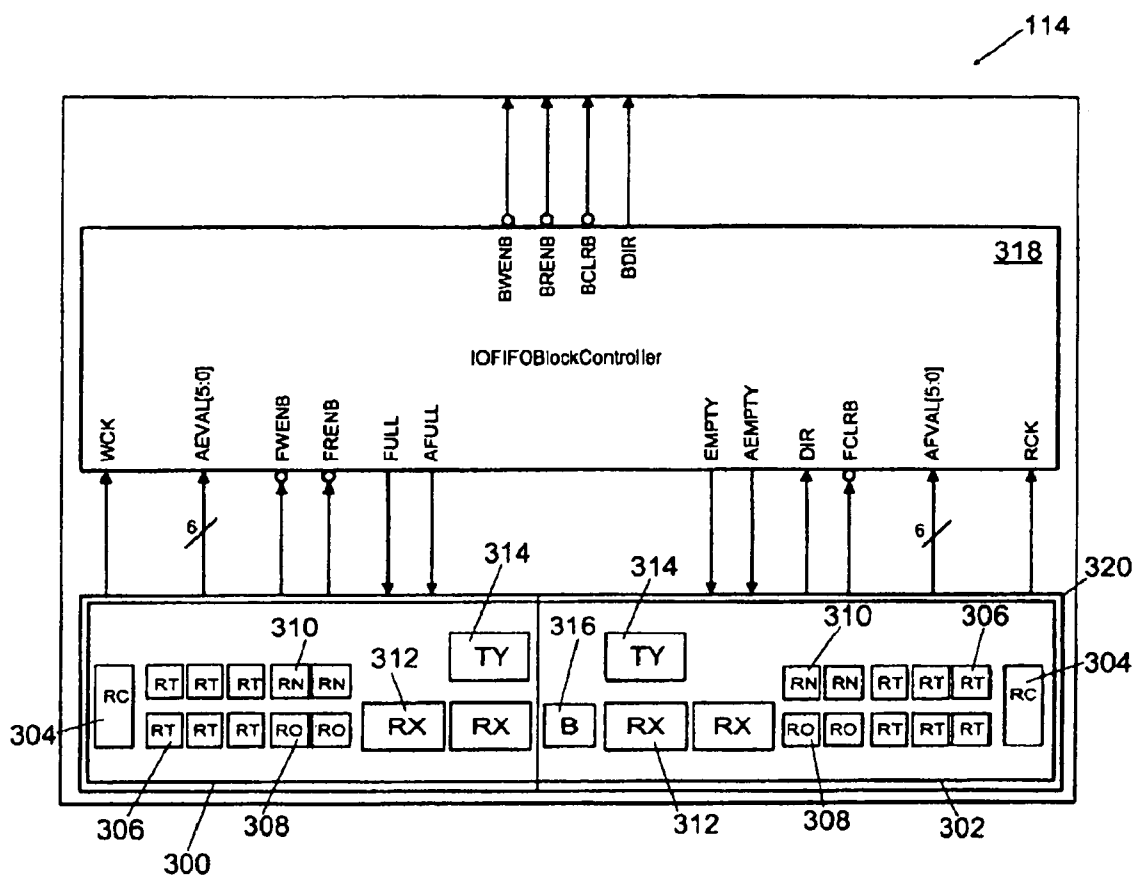 114
BWENB
BRENB
BCLRB
BDIR
318
IOFIFOBlockController
WCK
AEVAL[5:0]
FWENB
FRENB
FULL
AFULL
EMPTY
AEMPTY
DIR
FCLRB
AFVAL[5:0]
RCK
6
6
314
314
320
310
312
316
310
306
304
TY
TY
RC
RT RT RT RN RN
RN RN RT RT RT
RC
304
RT RT RT RO RO
RX RX
B
RX RX
RO RO RT RT RT
306
308
312
308
302
300